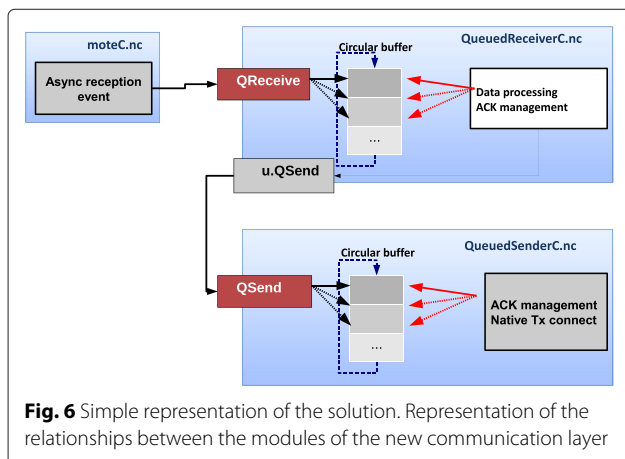 moteC.nc
QueuedReceiverC.nc
Async reception
event
QReceive
Circular buffer
...
Data processing
ACK management
u.QSend
QueuedSenderC.nc
QSend
Circular buffer
...
ACK management
Native Tx connect
Fig. 6 Simple representation of the solution. Representation of the
relationships between the modules of the new communication layer